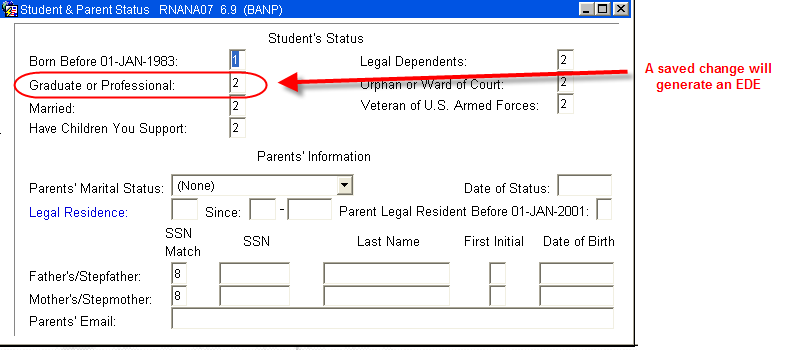 Student & Parent Status RNANA07 6.9 (BANP)
Student's Status
Born Before 01-JAN-1983: 1 Legal Dependents: 2
Graduate or Professional: 2 Orphan or Ward of Court: 2
Married: 2 Veteran of U.S. Armed Forces: 2
Have Children You Support: 2
A saved change will
generate an EDE
Parents' Information
Parents' Marital Status: (None) Date of Status:
Legal Residence: Since: - Parent Legal Resident Before 01-JAN-2001:
SSN
Match SSN Last Name First Initial Date of Birth
Father's/Stepfather: 8
Mother's/Stepmother: 8
Parents' Email: